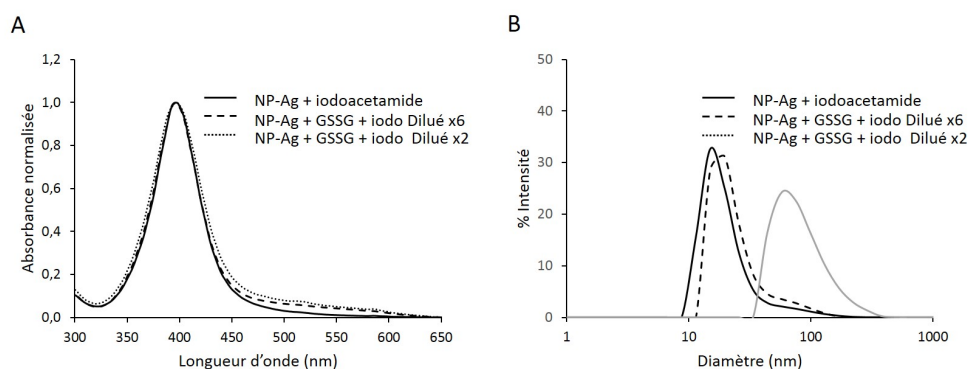 A
1,2
1,0
0,8
0,6
0,4
0,2
0,0
Absorbance normalisée
300
350
400
450
500
550
600
650
Longueur d'onde (nm)
NP-Ag + iodoacetamide
NP-Ag + GSSG + iodo Dilué x6
NP-Ag + GSSG + iodo Dilué x2
B
50
40
30
20
10
0
% Intensité
1
10
100
1000
Diamètre (nm)
NP-Ag + iodoacetamide
NP-Ag + GSSG + iodo Dilué x6
NP-Ag + GSSG + iodo Dilué x2